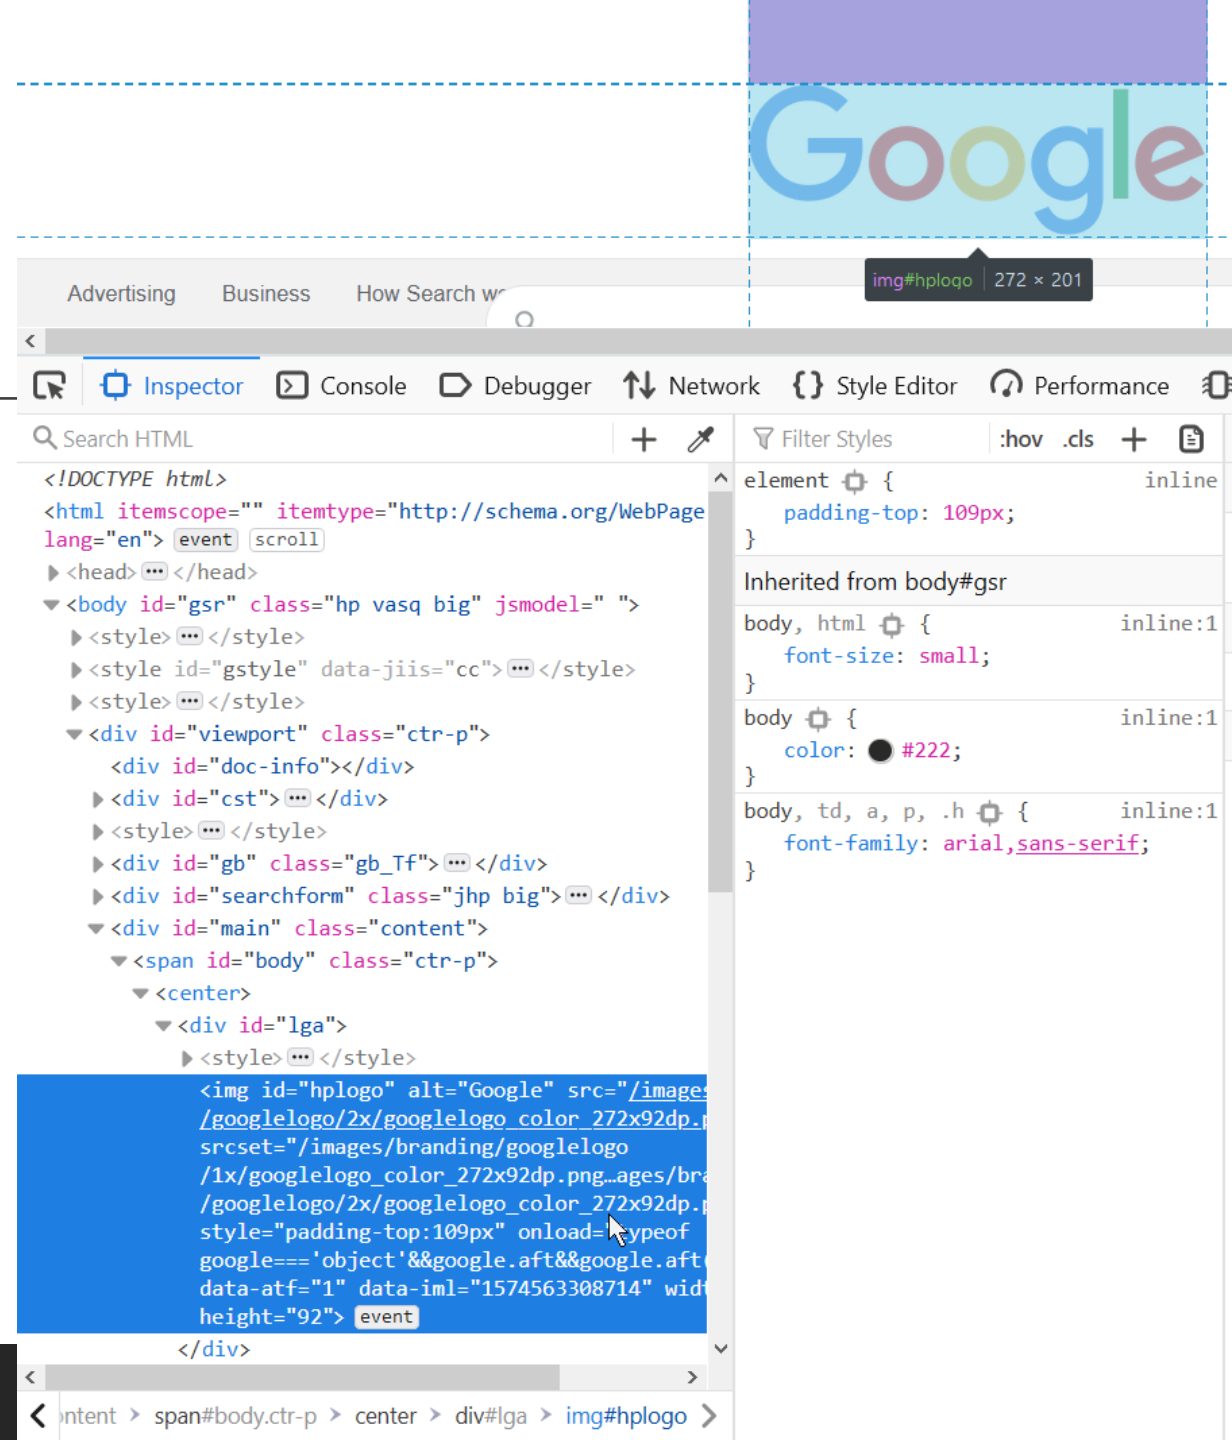 Google
img#hplogo 272 × 201
Advertising Business How Search
Inspector Console Debugger Network Style Editor Performance
Search HTML
Filter Styles :hov .cls
<!DOCTYPE html>
<html itemscope="" itemtype="http://schema.org/WebPage
lang="en"> event scroll
<head> ••• </head>
<body id="gsr" class="hp vasq big" jsmodel=" ">
<style> ••• </style>
<style id="gstyle" data-jiis="cc"> ••• </style>
<style> ••• </style>
<div id="viewport" class="ctr-p">
<div id="doc-info"></div>
<div id="cst"> ••• </div>
<style> ••• </style>
<div id="gb" class="gb_Tf"> ••• </div>
<div id="searchform" class="jhp big"> ••• </div>
<div id="main" class="content">
<span id="body" class="ctr-p">
<center>
<div id="lga">
<style> ••• </style>
<img id="hplogo" alt="Google" src="/images
/googlelogo/2x/googlelogo_color_272x92dp.p
srcset="/images/branding/googlelogo
/1x/googlelogo_color_272x92dp.png…ages/bra
/googlelogo/2x/googlelogo_color_272x92dp.p
style="padding-top:109px" onload="typeof
google==='object'&&google.aft&&google.aft(
data-atf="1" data-iml="1574563308714" widt
height="92"> event
</div>
ontent > span#body.ctr-p > center > div#lga > img#hplogo
element { inline
padding-top: 109px;
}
Inherited from body#gsr
body, html { inline:1
font-size: small;
}
body { inline:1
color: #222;
}
body, td, a, p, .h { inline:1
font-family: arial,sans-serif;
}